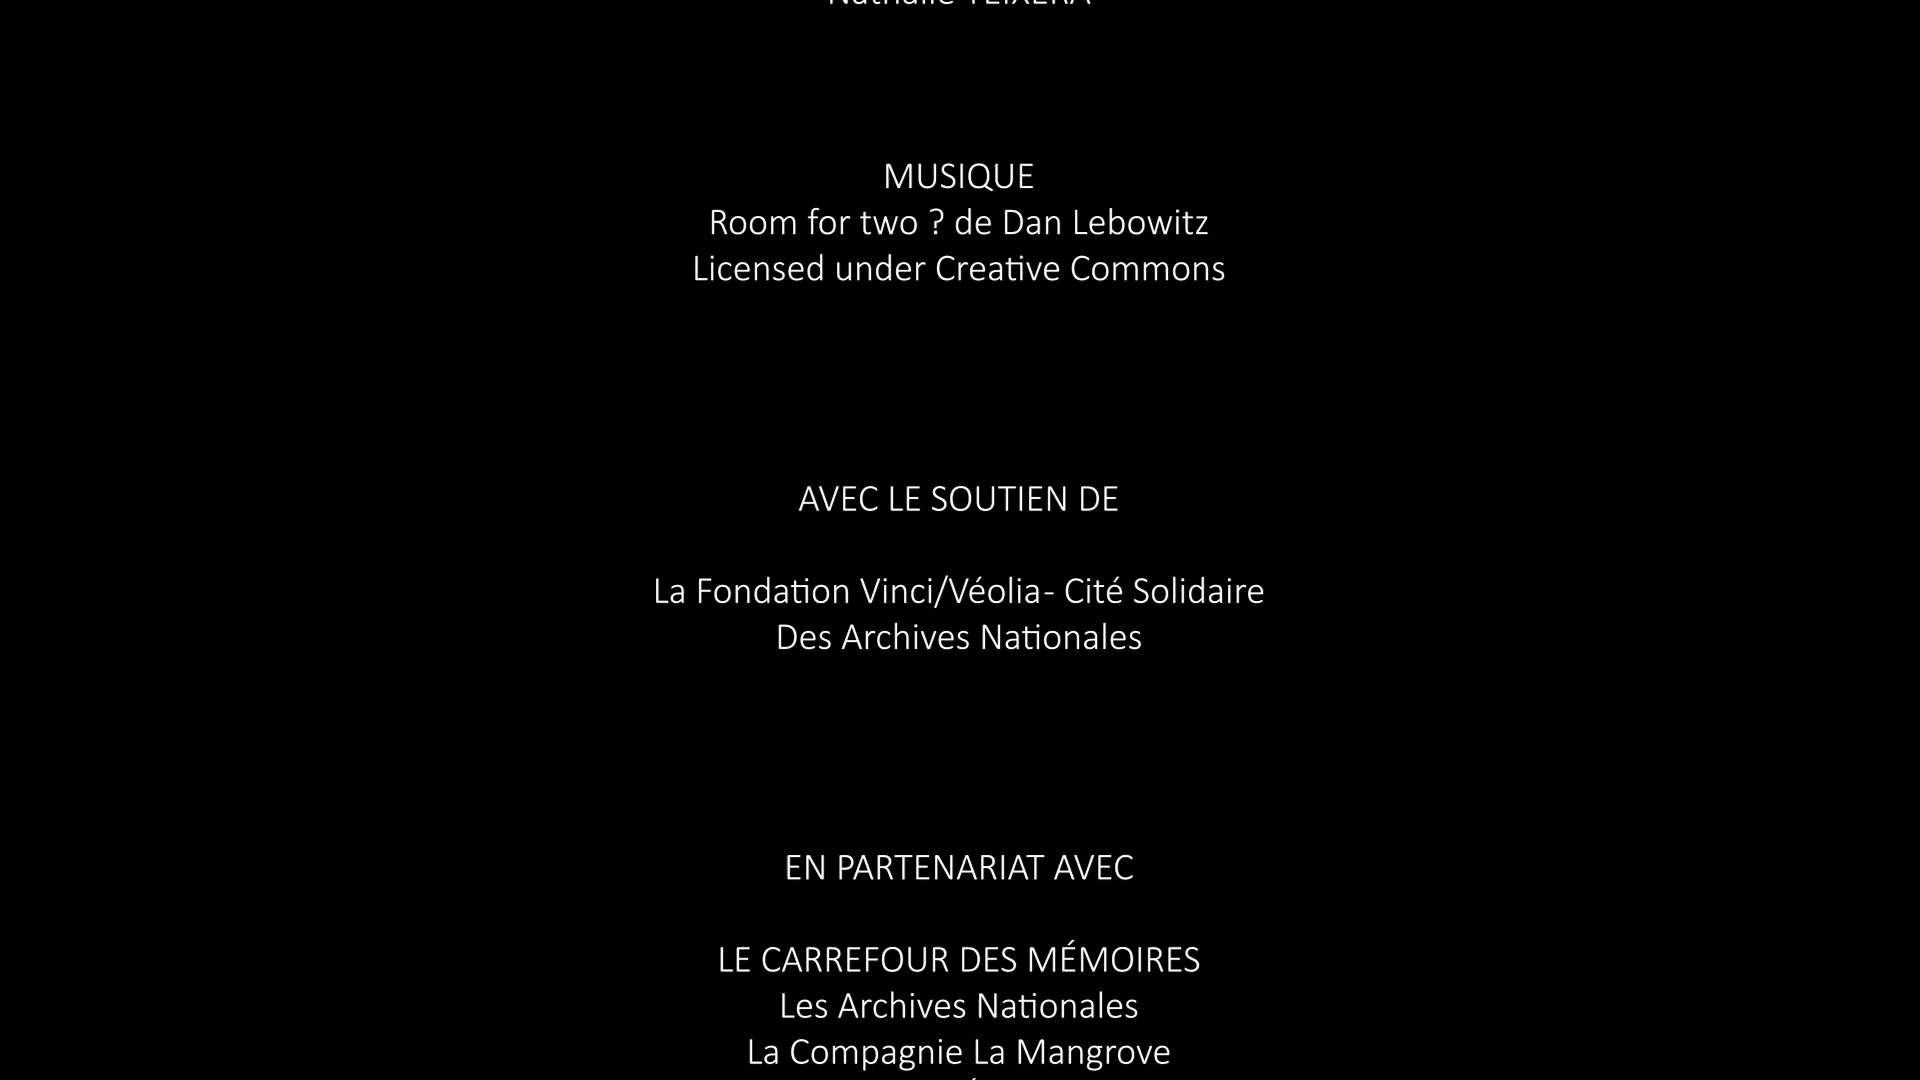 Nathalie TEIXERA
MUSIQUE
Room for two ? de Dan Lebowitz
Licensed under Creative Commons
AVEC LE SOUTIEN DE
La Fondation Vinci/Véolia- Cité Solidaire
Des Archives Nationales
EN PARTENARIAT AVEC
LE CARREFOUR DES MÉMOIRES
Les Archives Nationales
La Compagnie La Mangrove